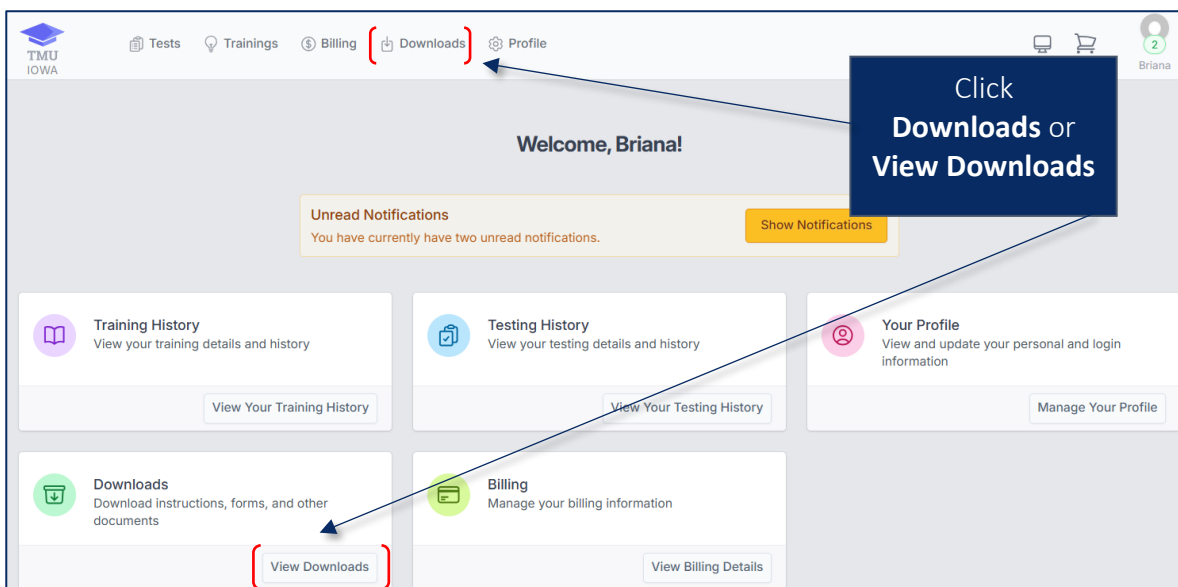 TMU
IOWA
Tests
Trainings
Billing
Downloads
Profile
2
Briana
Click
Downloads or
View Downloads
Welcome, Briana!
Unread Notifications
You have currently have two unread notifications.
Show Notifications
Training History
View your training details and history
View Your Training History
Testing History
View your testing details and history
View Your Testing History
Your Profile
View and update your personal and login
information
Manage Your Profile
Downloads
Download instructions, forms, and other
documents
View Downloads
Billing
Manage your billing information
View Billing Details